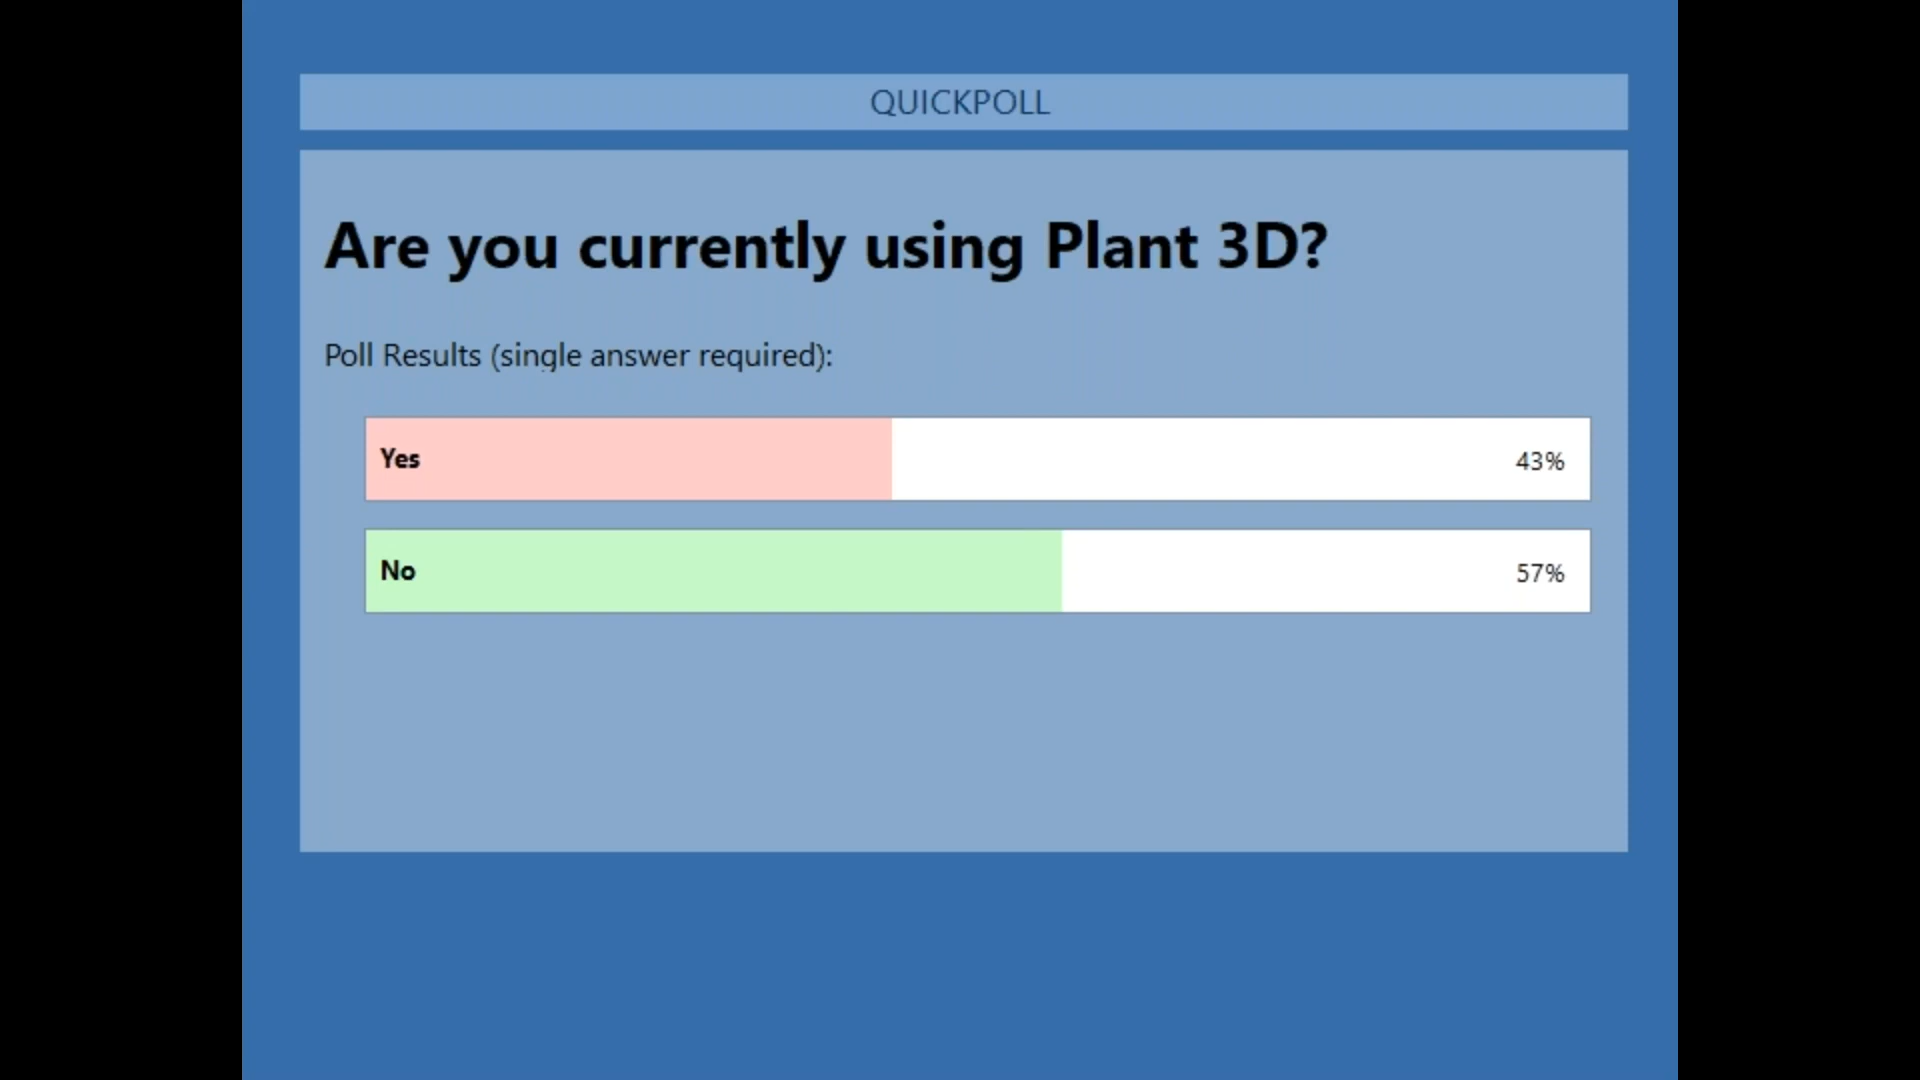 QUICKPOLL
Are you currently using Plant 3D?
Poll Results (single answer required):
Yes 43%
No 57%